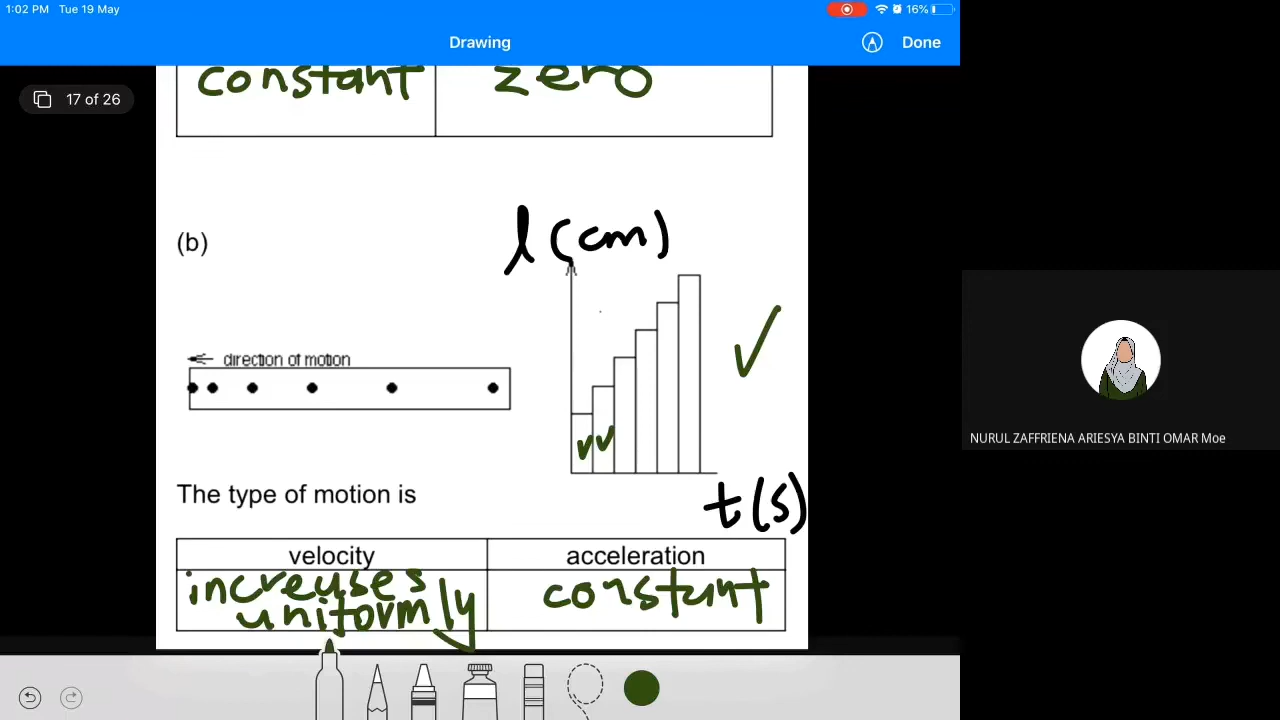 1:02 PM Tue 19 May
16%
Drawing
Done
17 of 26
constant zero
(b)
l (cm)
direction of motion
t(s)
The type of motion is
velocity acceleration
increases constant
uniformly
NURUL ZAFFRIENA ARIESYA BINTI OMAR Moe